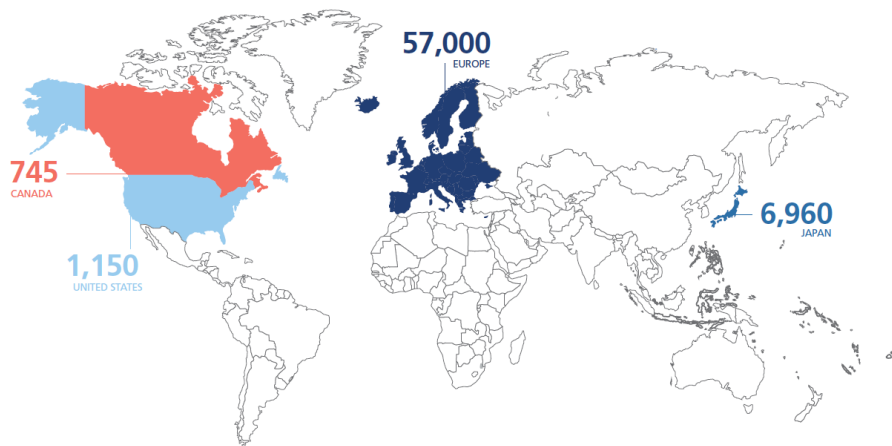 57,000
EUROPE
745
CANADA
6,960
JAPAN
1,150
UNITED STATES